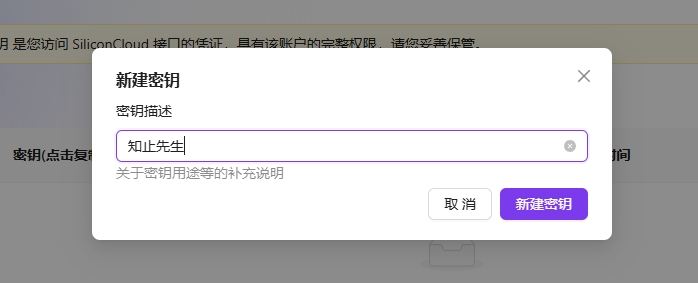 钥 是您访问 SiliconCloud 接口的凭证，具有该账户的完整权限，请您妥善保管。
新建密钥
密钥描述
知止先生
关于密钥用途等的补充说明
取 消
新建密钥
密钥(点击复制
时间